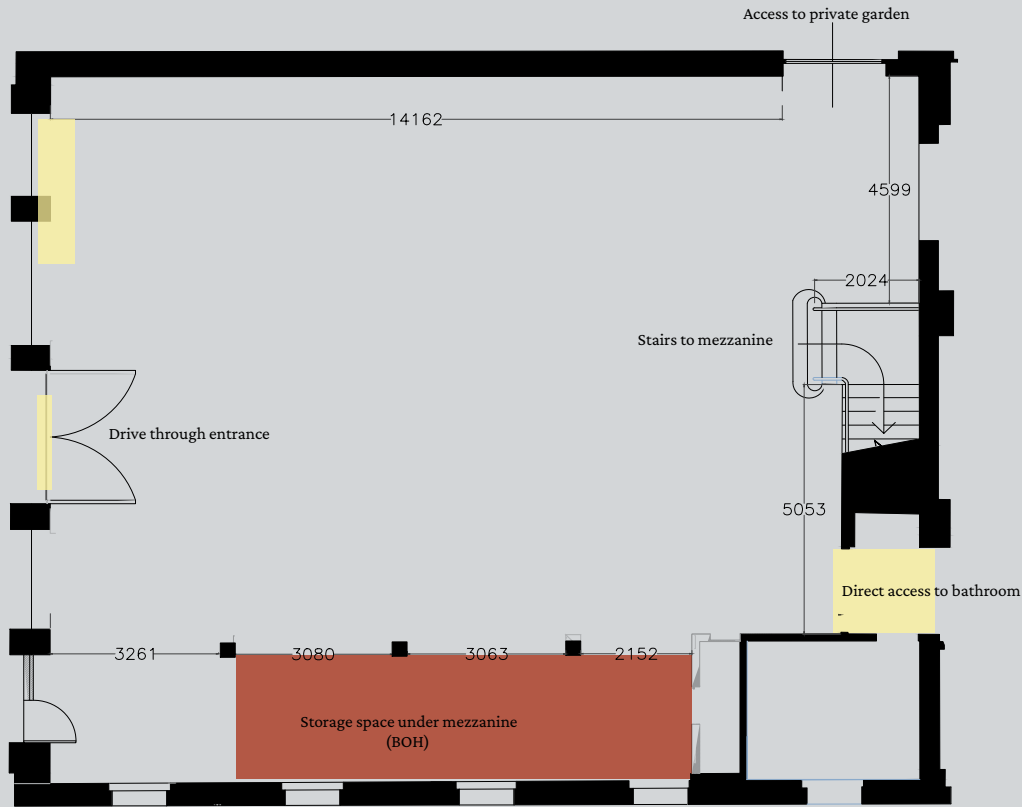 Access to private garden
14162
4599
2024
Stairs to mezzanine
Drive through entrance
5053
Direct access to bathroom
3261
3080
3063
2152
Storage space under mezzanine
(BOH)